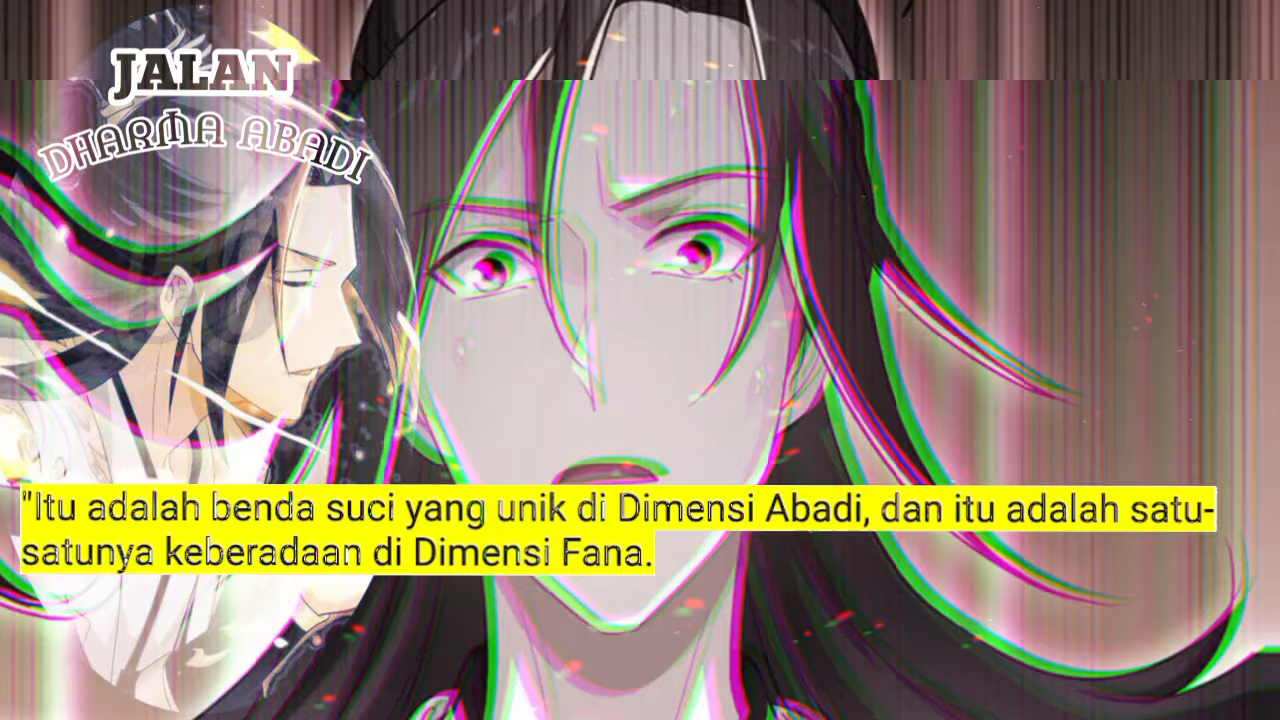 JALAN
DHARMA ABADI
"Itu adalah benda suci yang unik di Dimensi Abadi, dan itu adalah satu-
satunya keberadaan di Dimensi Fana.